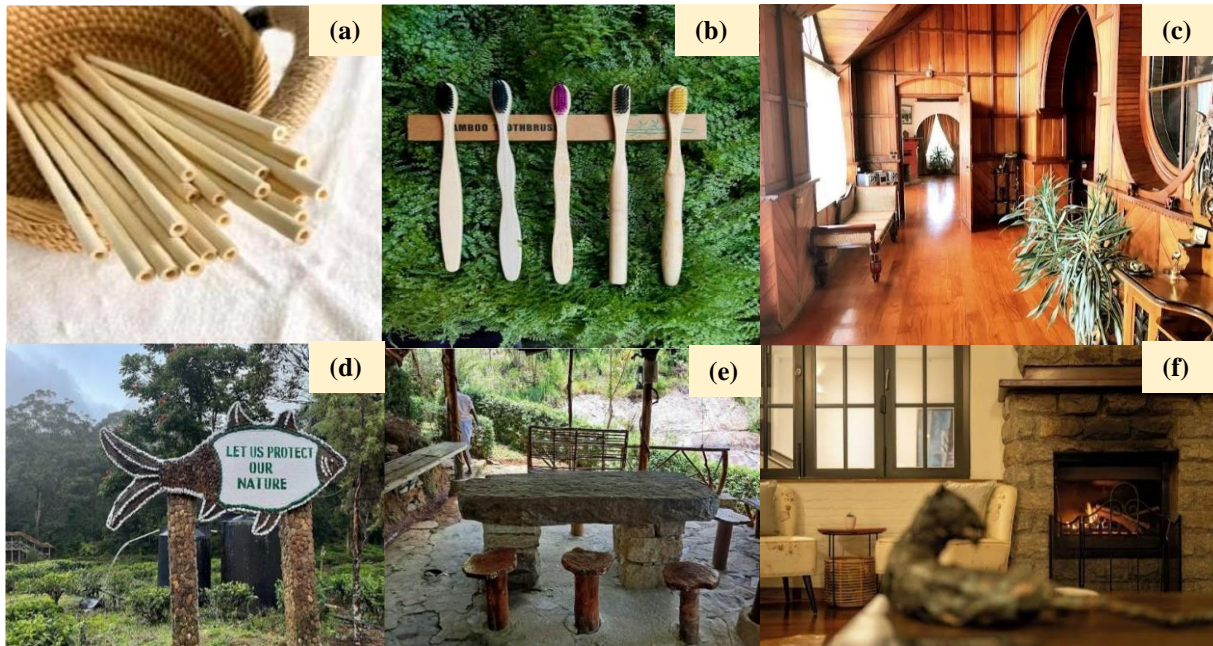 (a)
(b)
(c)
AMBOO TOOTHBRUS
(d)
LET US PROTECT
OUR
NATURE
(e)
(f)